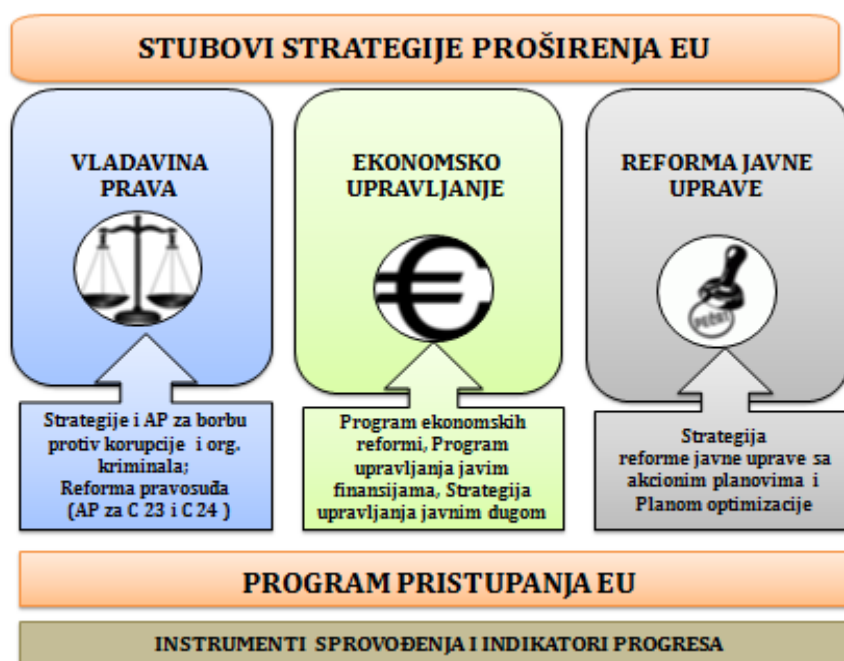 STUBOVI STRATEGIJE PROŠIRENJA EU
VLADAVINA
PRAVA
Strategije i AP za borbu
protiv korupcije i org.
kriminala;
Reforma pravosuđa
(AP za C 23 i C 24 )
EKONOMSKO
UPRAVLJANJE
Program ekonomskih
reformi, Program
upravljanja javim
finansijama, Strategija
upravljanja javnim dugom
REFORMA JAVNE
UPRAVE
PEČAT
Strategija
reforme javne uprave sa
akcionim planovima i
Planom optimizacije
PROGRAM PRISTUPANJA EU
INSTRUMENTI SPROVOĐENJA I INDIKATORI PROGRESA